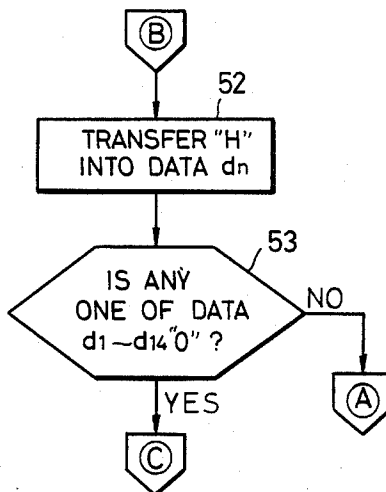 B
52
TRANSFER "H"
INTO DATA dn
53
IS ANY
ONE OF DATA
d1~d14 "0" ?
NO
A
YES
C